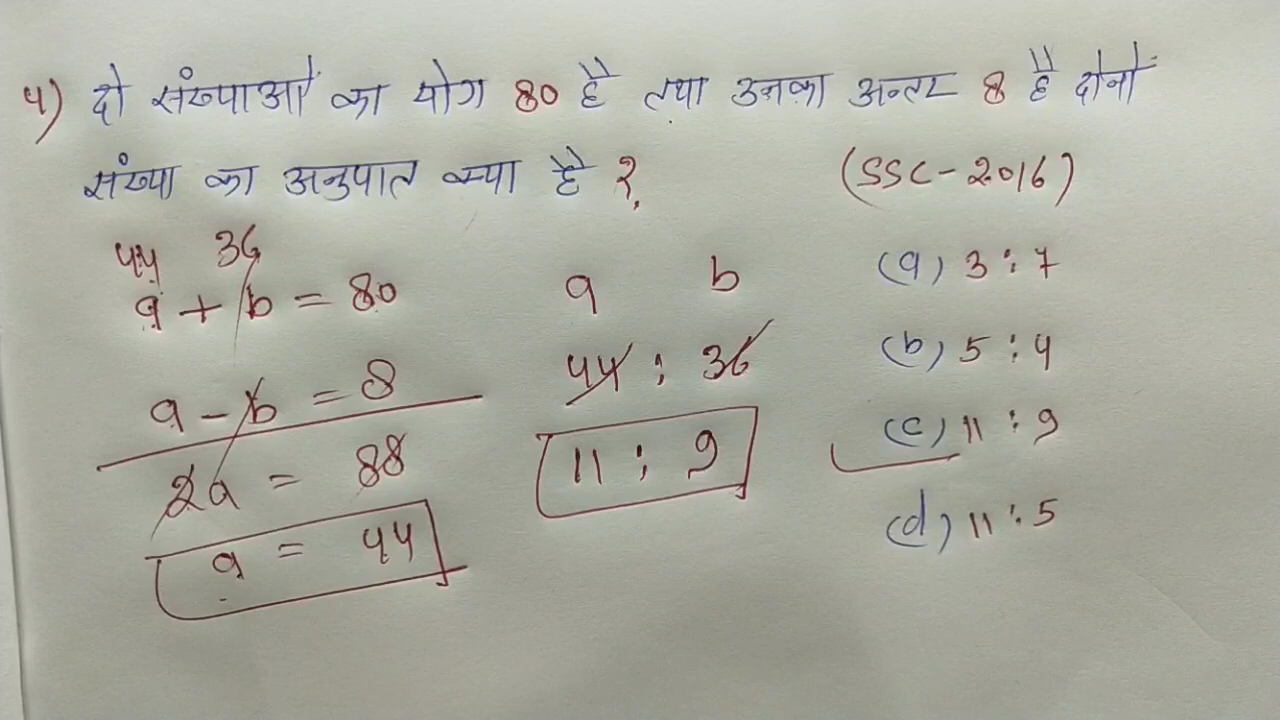 4) दो संख्याओं का योग 80 है तथा उनका अन्तर 8 है दोनों
संख्या का अनुपात क्या है ?
(SSC-2016)
44 36
a + b = 80
a - b = 8
2a = 88
a = 44
a b
44 : 36
11 : 9
(a) 3 : 7
(b) 5 : 4
(c) 11 : 9
(d) 11 : 5